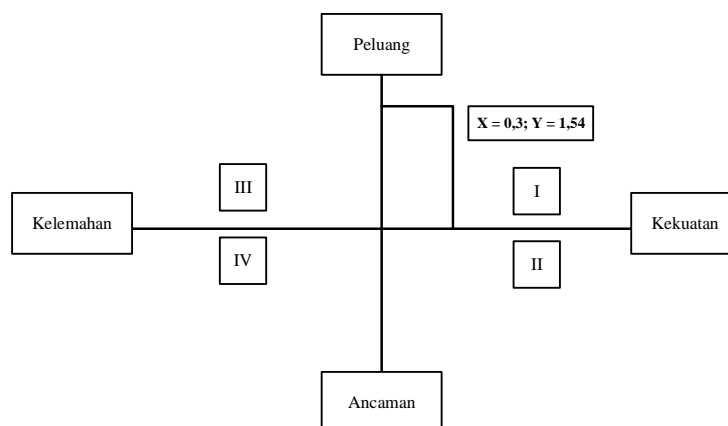 Peluang
X = 0,3; Y = 1,54
III
I
Kelemahan
Kekuatan
IV
II
Ancaman